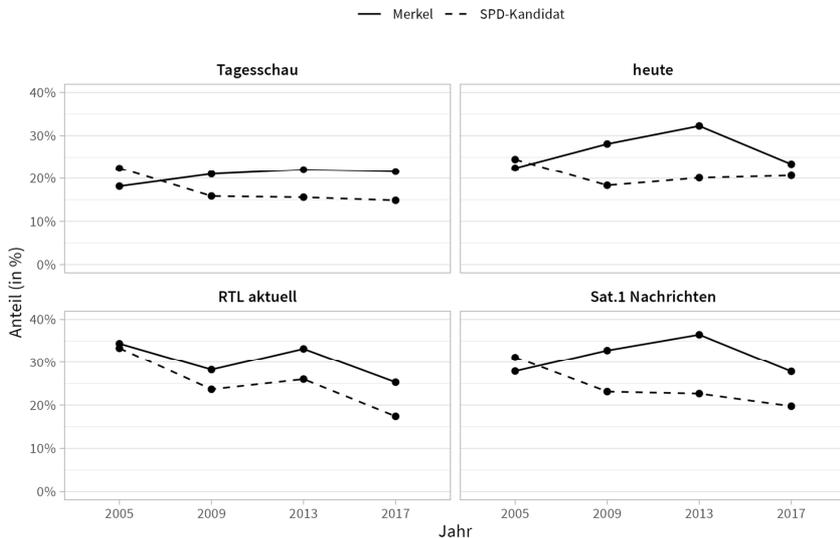 Merkel SPD-Kandidat
Tagesschau heute
40%
30%
20%
10%
0%
RTL aktuell Sat.1 Nachrichten
40%
30%
20%
10%
0%
Anteil (in %)
2005 2009 2013 2017 2005 2009 2013 2017
Jahr